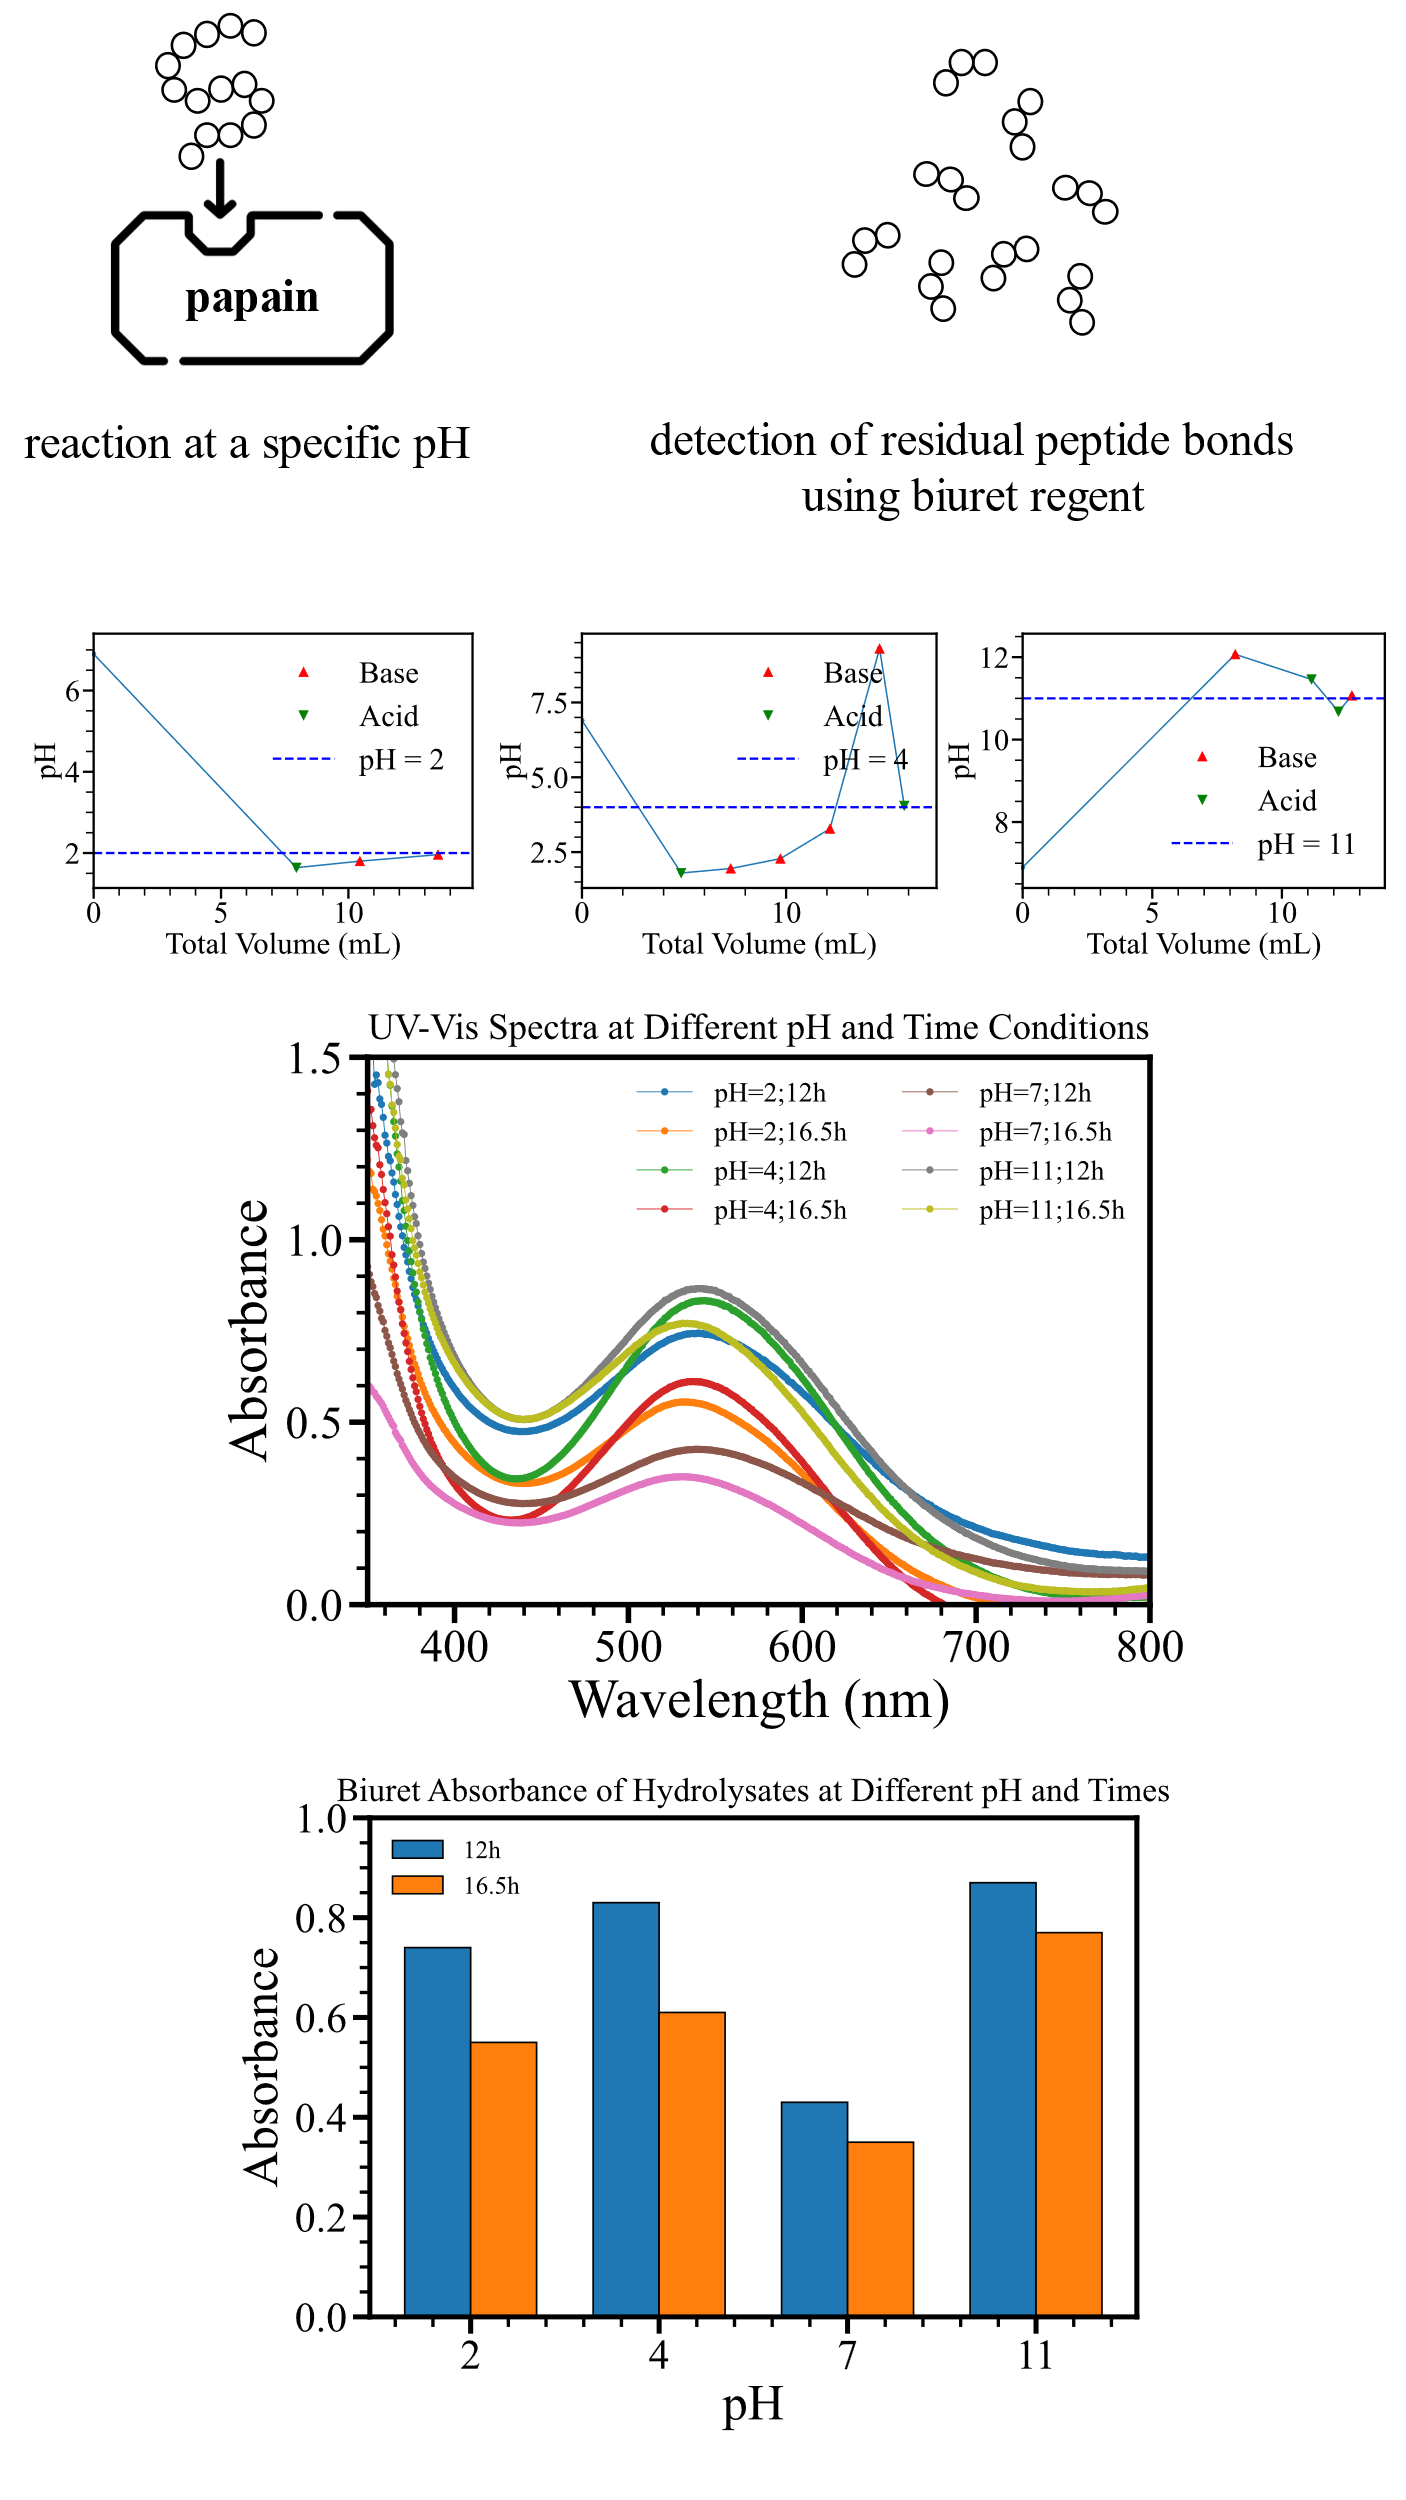 papain
reaction at a specific pH
detection of residual peptide bonds
using biuret regent
6
4
2
pH
Base
Acid
pH = 2
0
5
10
Total Volume (mL)
7.5
5.0
2.5
pH
Base
Acid
pH = 4
0
10
Total Volume (mL)
12
10
8
pH
Base
Acid
pH = 11
0
5
10
Total Volume (mL)
UV-Vis Spectra at Different pH and Time Conditions
1.5
1.0
0.5
0.0
Absorbance
pH=2;12h
pH=2;16.5h
pH=4;12h
pH=4;16.5h
pH=7;12h
pH=7;16.5h
pH=11;12h
pH=11;16.5h
400
500
600
700
800
Wavelength (nm)
Biuret Absorbance of Hydrolysates at Different pH and Times
1.0
0.8
0.6
0.4
0.2
0.0
Absorbance
12h
16.5h
2
4
7
11
pH